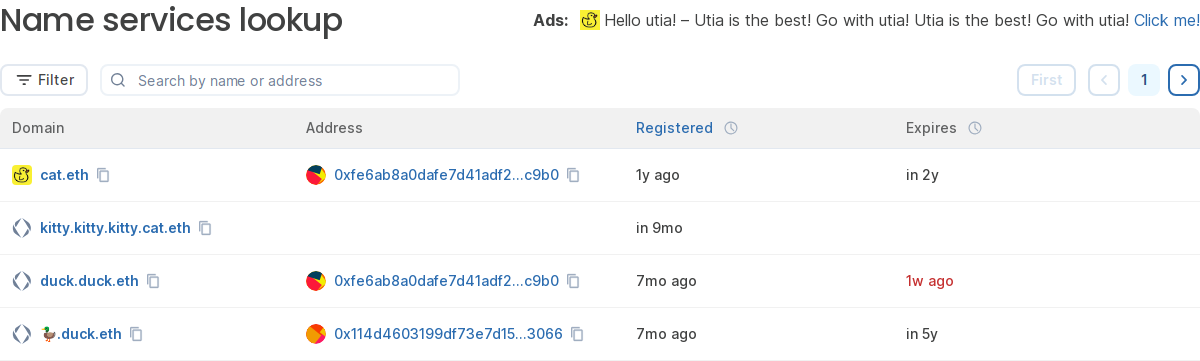 Name services lookup
Ads: Hello utia! – Utia is the best! Go with utia! Utia is the best! Go with utia! Click me!
Filter Search by name or address First 1
Domain Address Registered Expires
cat.eth 0xfe6ab8a0dafe7d41adf2...c9b0 1y ago in 2y
kitty.kitty.kitty.cat.eth in 9mo
duck.duck.eth 0xfe6ab8a0dafe7d41adf2...c9b0 7mo ago 1w ago
🦆.duck.eth 0x114d4603199df73e7d15...3066 7mo ago in 5y